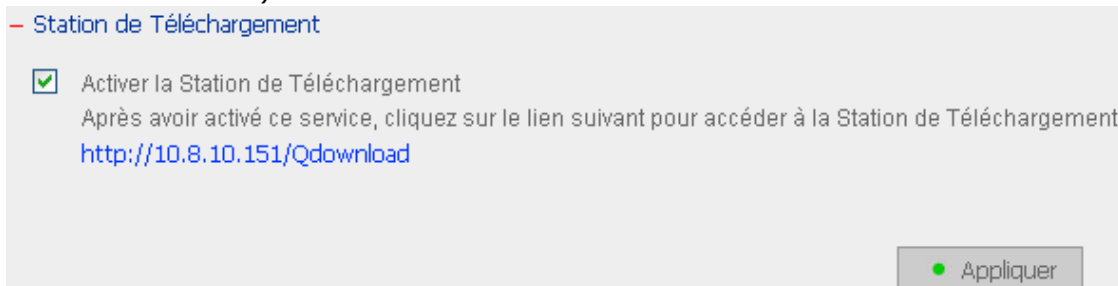 – Station de Téléchargement
Activer la Station de Téléchargement
Après avoir activé ce service, cliquez sur le lien suivant pour accéder à la Station de Téléchargement
http://10.8.10.151/Qdownload
Appliquer